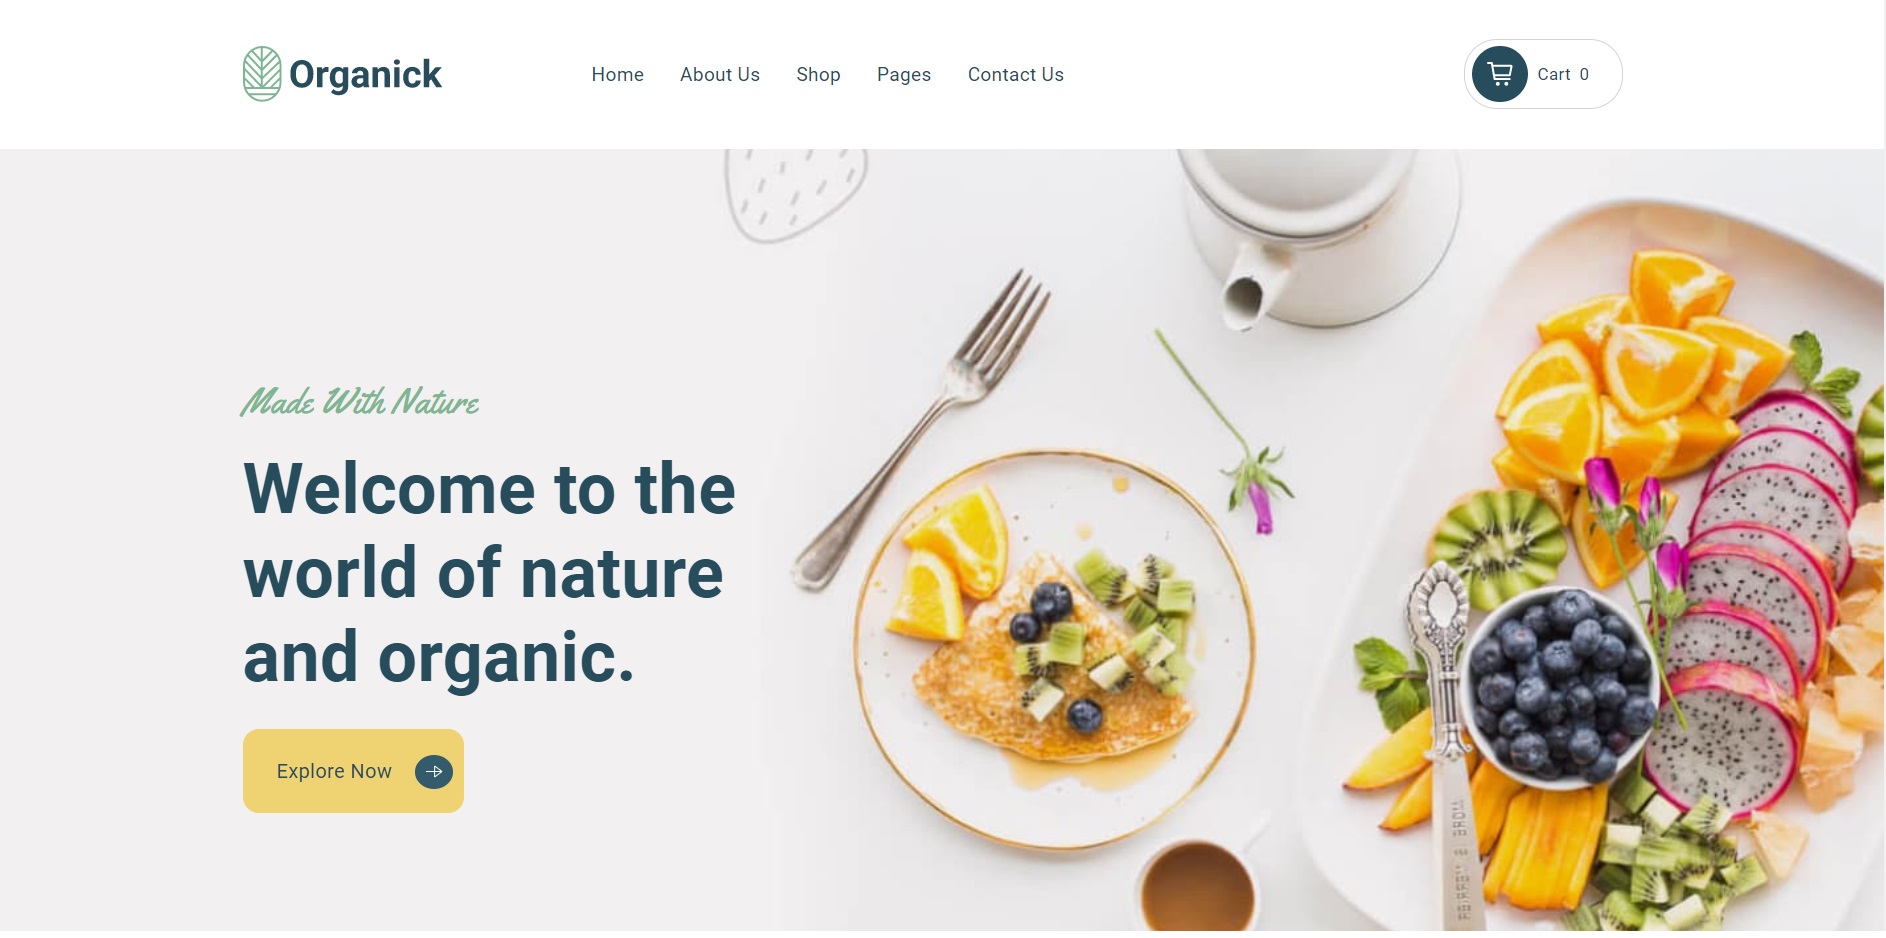 Organick
Home
About Us
Shop
Pages
Contact Us
Cart 0
Made With Nature
Welcome to the
world of nature
and organic.
Explore Now